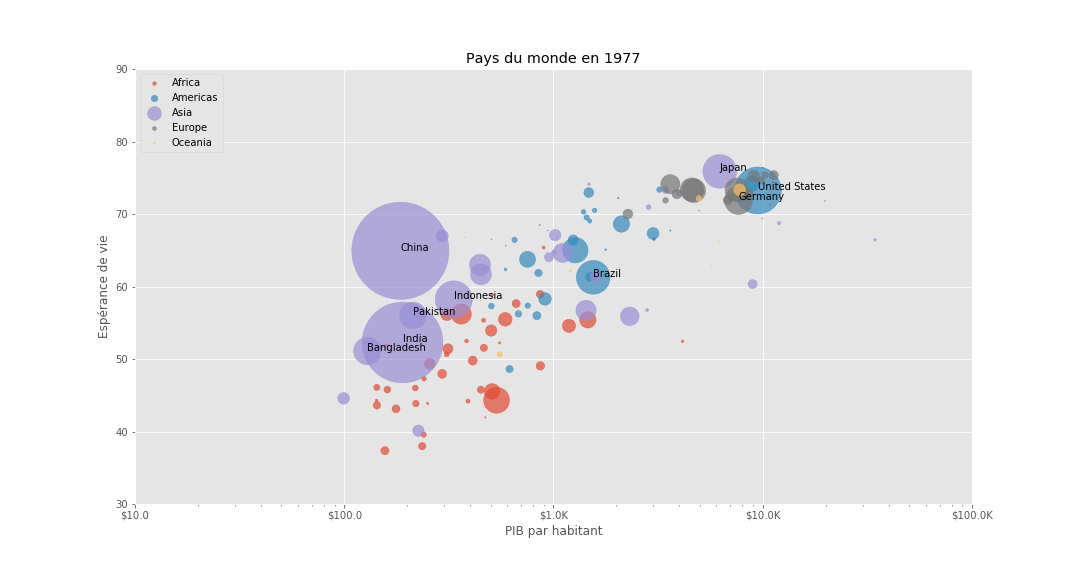 Pays du monde en 1977
90
80
70
60
50
40
30
Espérance de vie
Africa
Americas
Asia
Europe
Oceania
Japan
United States
Germany
China
Brazil
Indonesia
Pakistan
India
Bangladesh
$10.0
$100.0
$1.0K
$10.0K
$100.0K
PIB par habitant